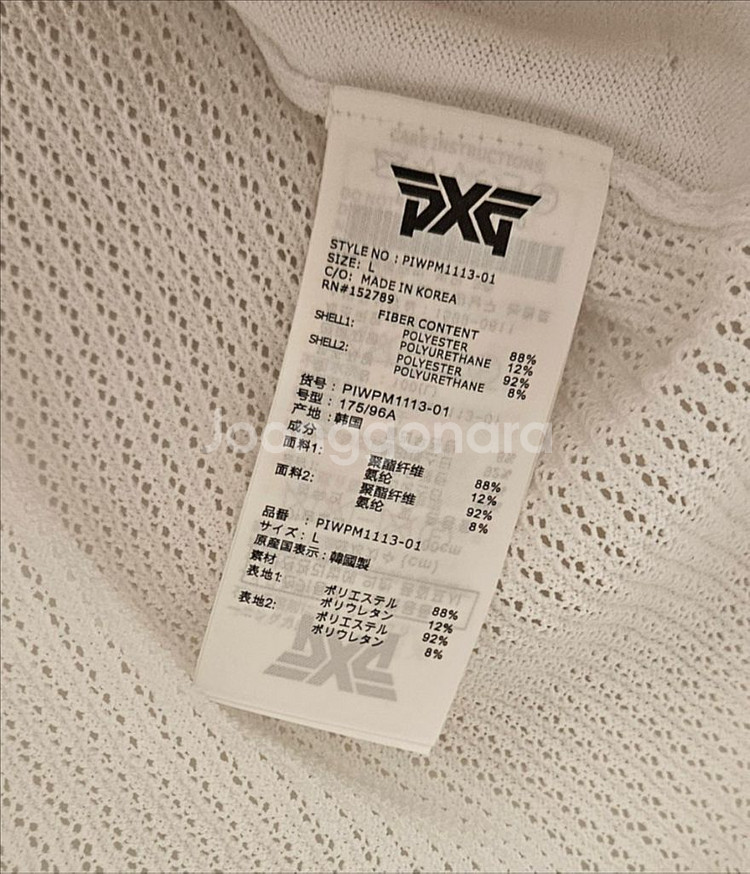 PXG
STYLE NO : PIWPM1113-01
SIZE: L
C/O: MADE IN KOREA
RN#152789
FIBER CONTENT
SHELL1: POLYESTER 88%
POLYURETHANE 12%
SHELL2: POLYESTER 92%
POLYURETHANE 8%
货号 : PIWPM1113-01
号型 : 175/96A
产地 : 韩国
成分
面料1: 聚酯纤维 88%
氨纶 12%
面料2: 聚酯纤维 92%
氨纶 8%
品番 : PIWPM1113-01
サイズ : L
原産国表示 : 韓國製
素材
表地1: ポリエステル 88%
ポリウレタン 12%
表地2: ポリエステル 92%
ポリウレタン 8%
Joonggonara